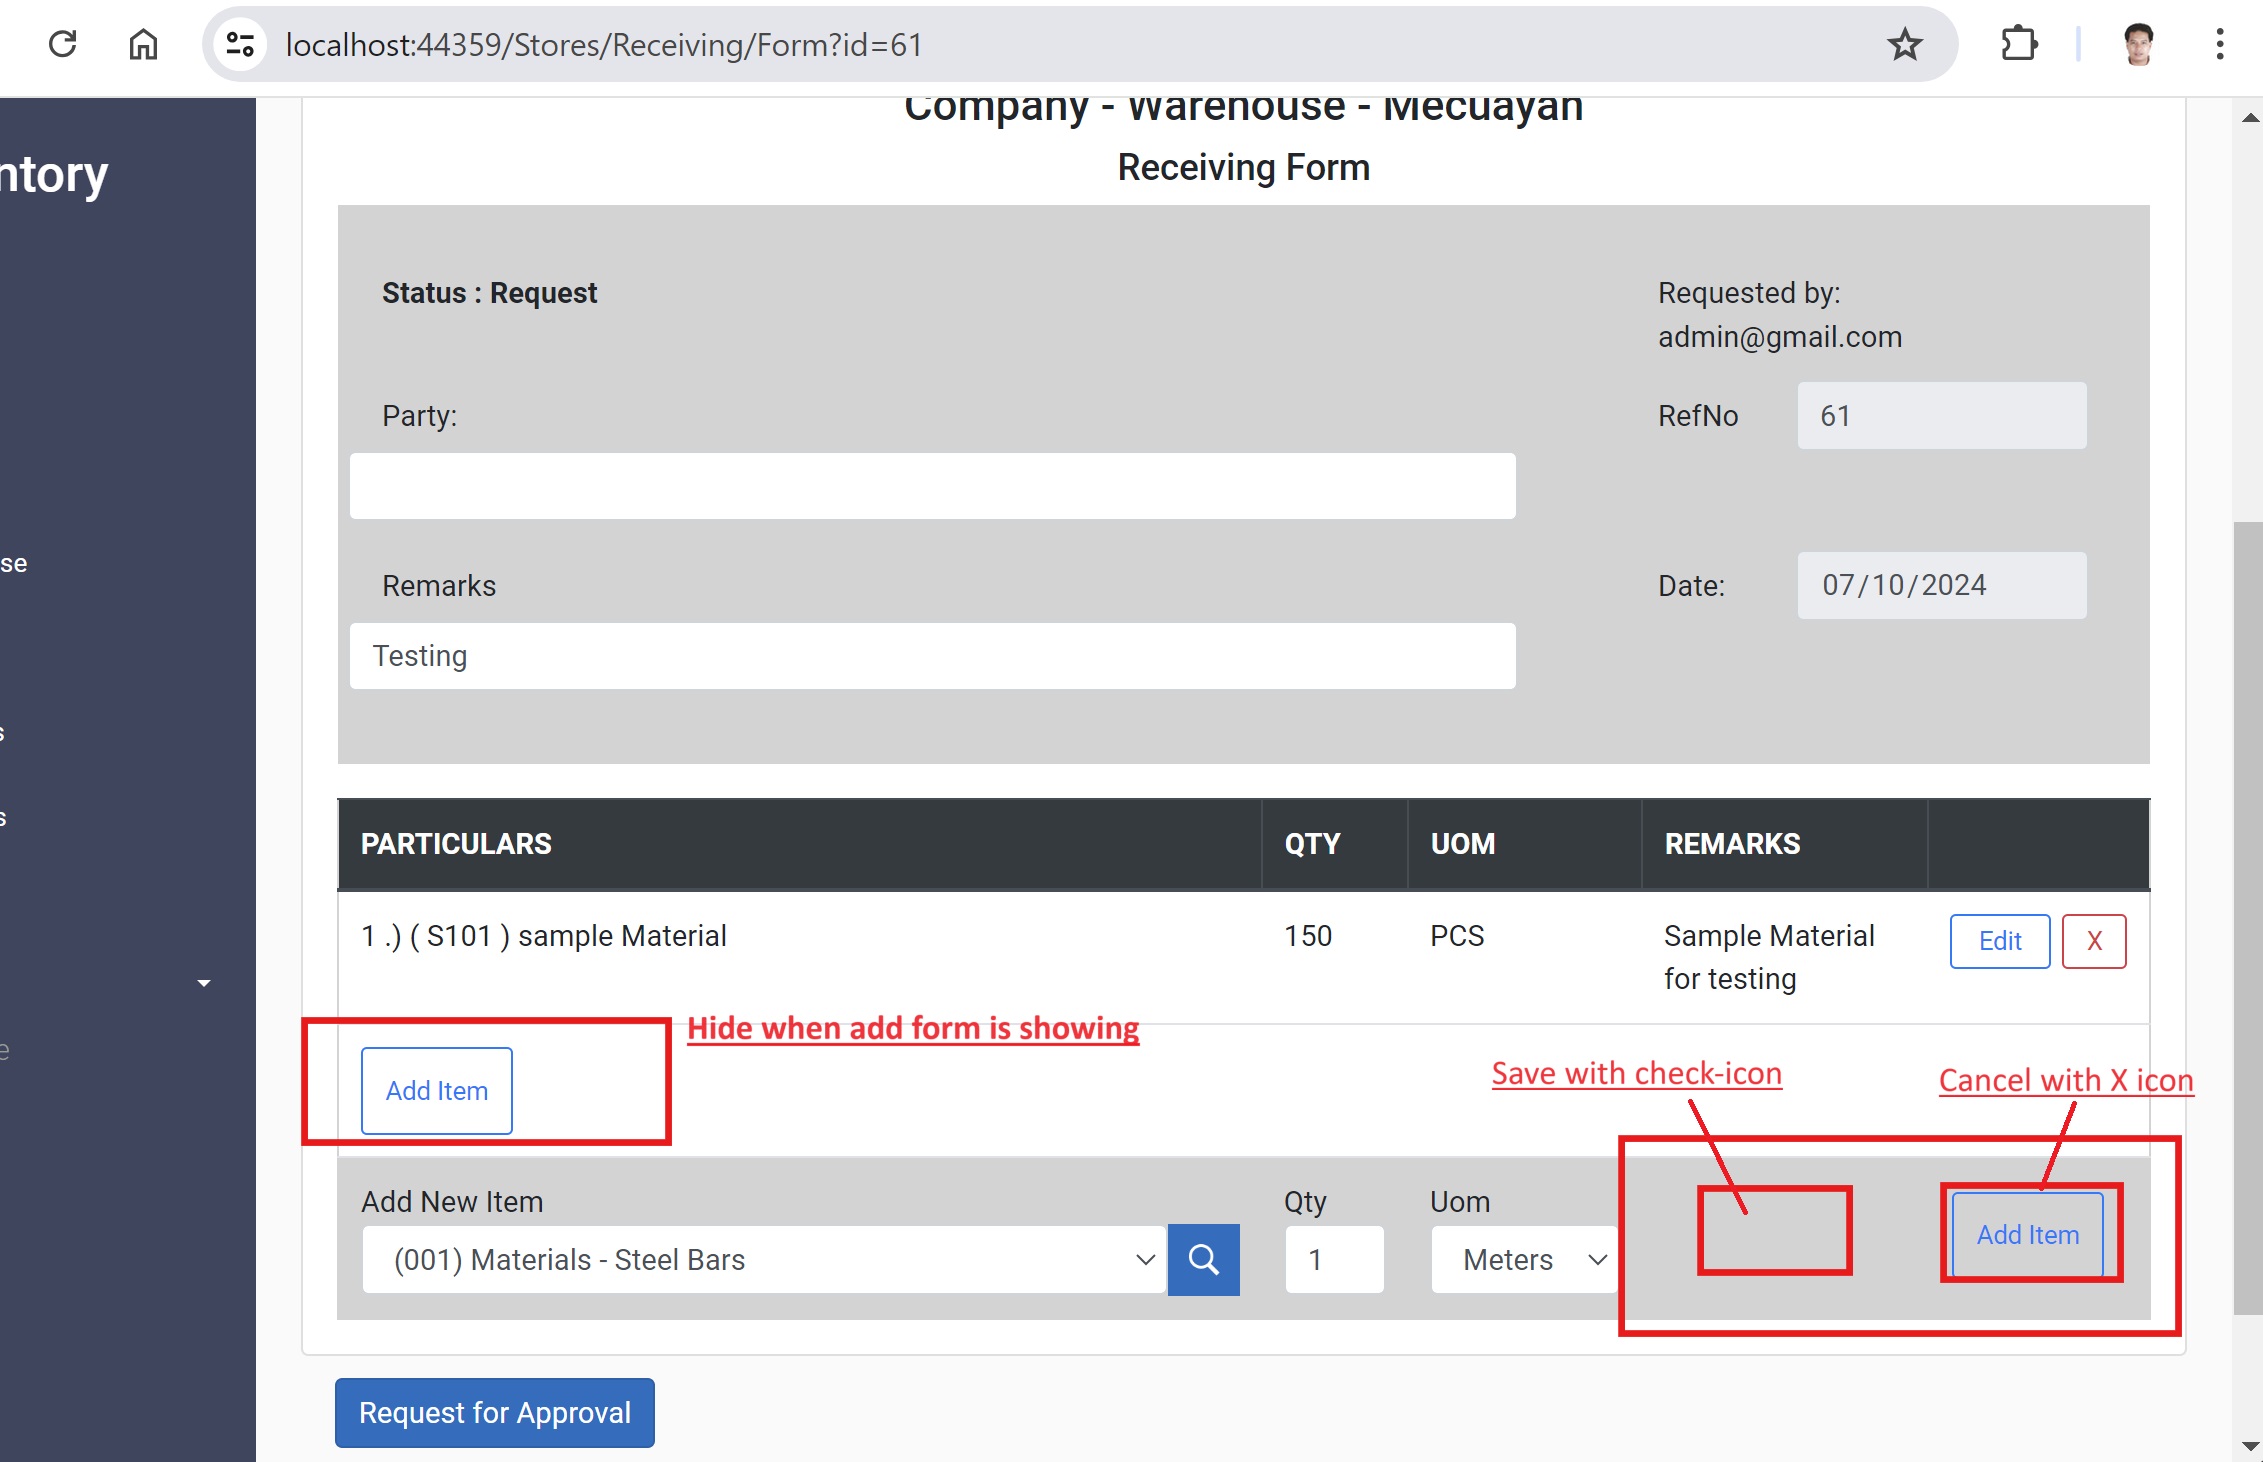 localhost:44359/Stores/Receiving/Form?id=61
ntory
se
s
s
e
Company - Warehouse - Mecuayan
Receiving Form
Status : Request
Requested by:
admin@gmail.com
Party:
RefNo
61
Remarks
Date:
07/10/2024
Testing
PARTICULARS QTY UOM REMARKS
1 .) ( S101 ) sample Material 150 PCS Sample Material
for testing
Edit X
Hide when add form is showing
Add Item
Save with check-icon
Cancel with X icon
Add New Item Qty Uom
(001) Materials - Steel Bars 1 Meters Add Item
Request for Approval